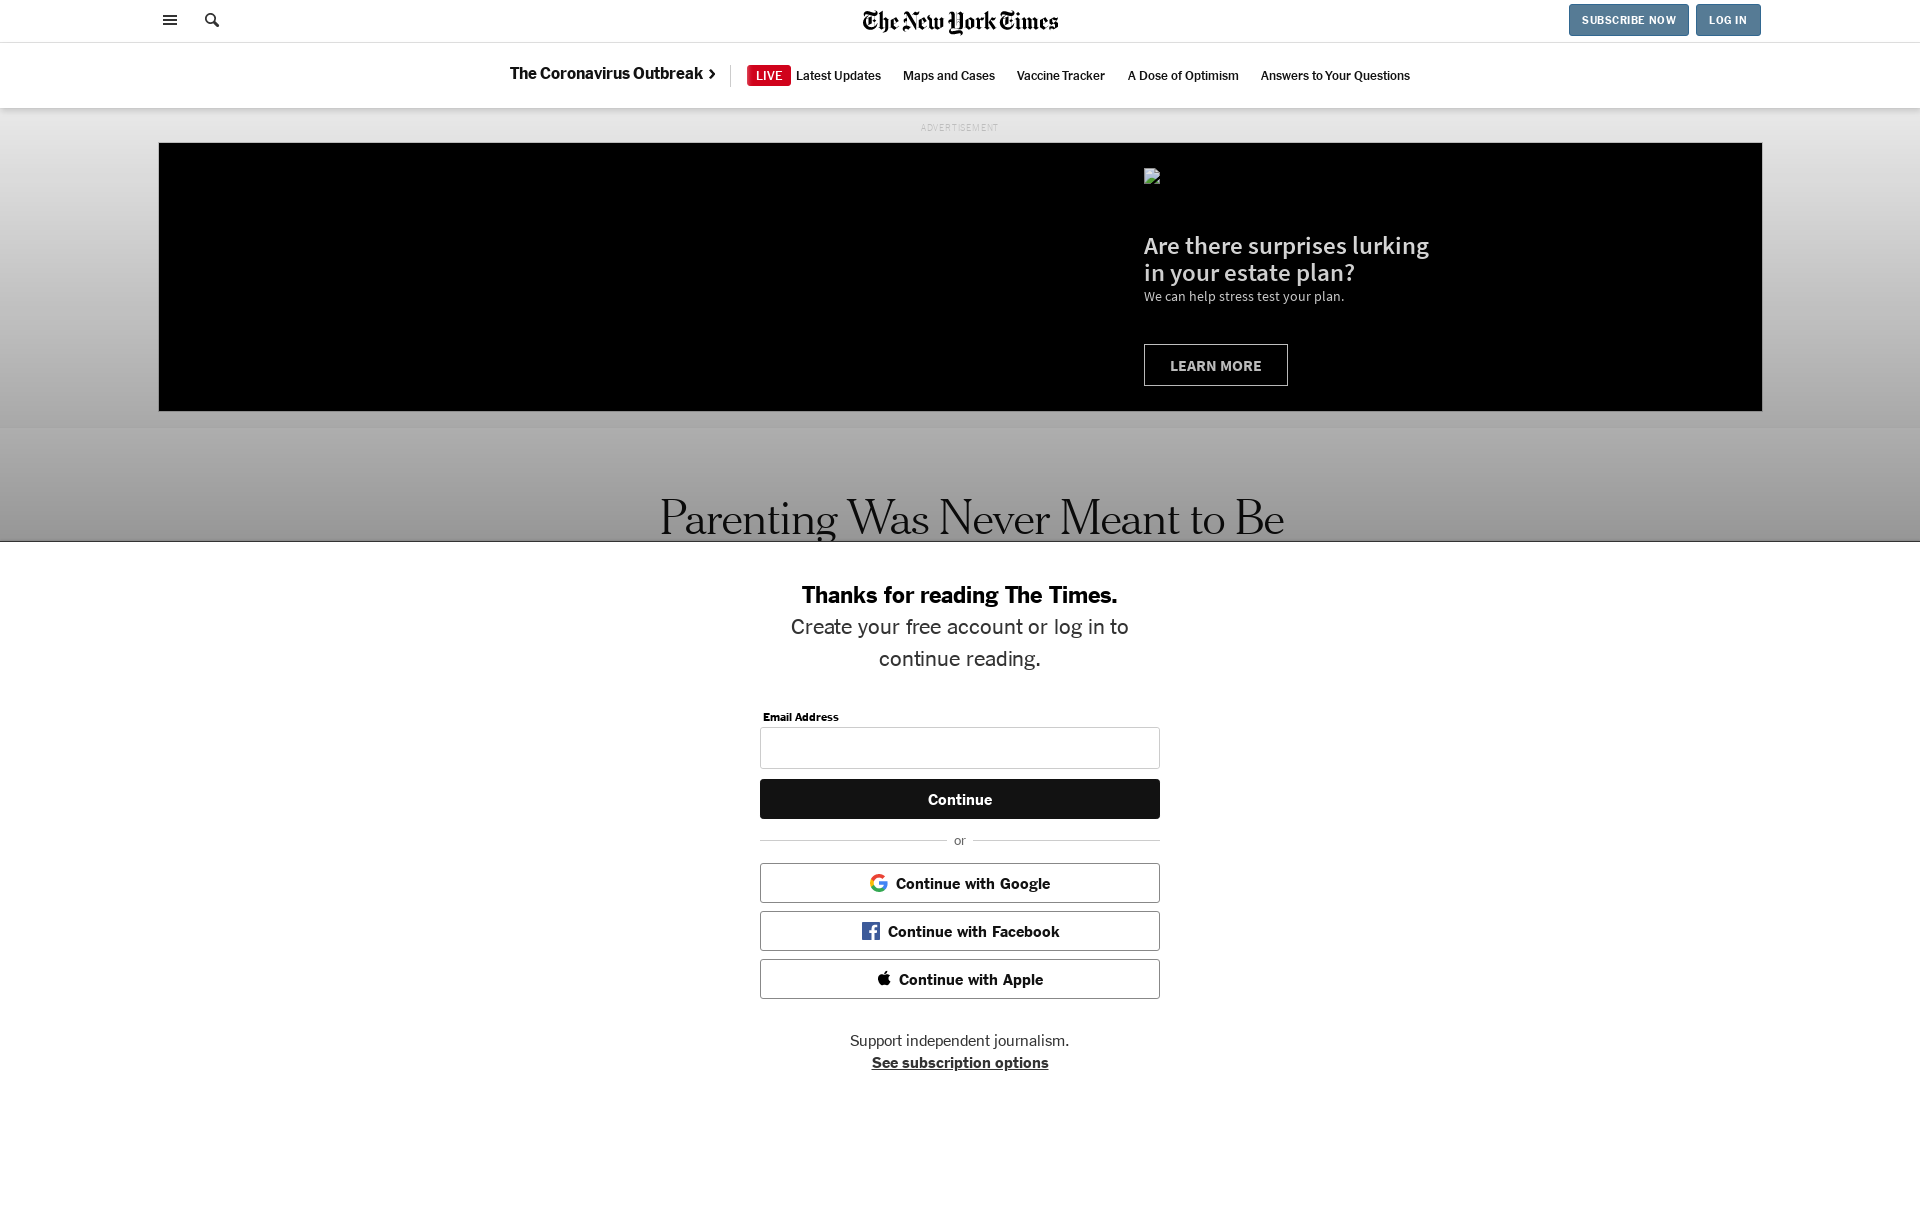 The New York Times
SUBSCRIBE NOW
LOG IN
The Coronavirus Outbreak ›
LIVE Latest Updates
Maps and Cases
Vaccine Tracker
A Dose of Optimism
Answers to Your Questions
ADVERTISEMENT
Are there surprises lurking
in your estate plan?
We can help stress test your plan.
LEARN MORE
Parenting Was Never Meant to Be
Thanks for reading The Times.
Create your free account or log in to
continue reading.
Email Address
Continue
or
Continue with Google
Continue with Facebook
Continue with Apple
Support independent journalism.
See subscription options